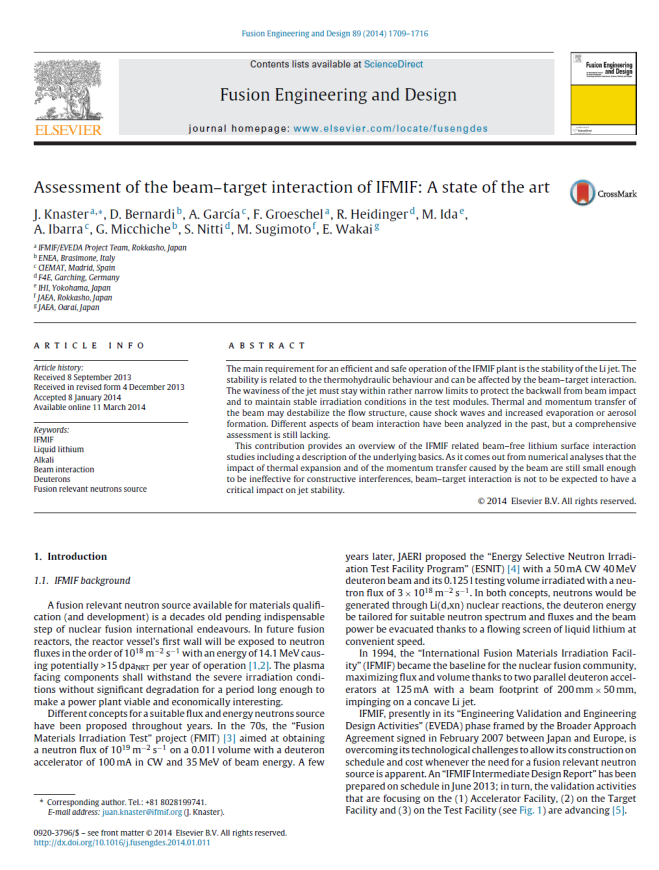 Fusion Engineering and Design 89 (2014) 1709–1716
Contents lists available at ScienceDirect
Fusion Engineering and Design
journal homepage: www.elsevier.com/locate/fusengdes
ELSEVIER
Fusion Engineering
and Design
Assessment of the beam–target interaction of IFMIF: A state of the art
CrossMark
J. Knaster a,*, D. Bernardi b, A. García c, F. Groeschel a, R. Heidinger d, M. Ida e,
A. Ibarra c, G. Micchiche b, S. Nitti d, M. Sugimoto f, E. Wakai g
a IFMIF/EVEDA Project Team, Rokkasho, Japan
b ENEA, Brasimone, Italy
c CIEMAT, Madrid, Spain
d F4E, Garching, Germany
e IHI, Yokohama, Japan
f JAEA, Rokkasho, Japan
g JAEA, Oarai, Japan
ARTICLE INFO
Article history:
Received 8 September 2013
Received in revised form 4 December 2013
Accepted 8 January 2014
Available online 11 March 2014
Keywords:
IFMIF
Liquid lithium
Alkali
Beam interaction
Deuterons
Fusion relevant neutrons source
ABSTRACT
The main requirement for an efficient and safe operation of the IFMIF plant is the stability of the Li jet. The
stability is related to the thermohydraulic behaviour and can be affected by the beam–target interaction.
The waviness of the jet must stay within rather narrow limits to protect the backwall from beam impact
and to maintain stable irradiation conditions in the test modules. Thermal and momentum transfer of
the beam may destabilize the flow structure, cause shock waves and increased evaporation or aerosol
formation. Different aspects of beam interaction have been analyzed in the past, but a comprehensive
assessment is still lacking.
This contribution provides an overview of the IFMIF related beam–free lithium surface interaction
studies including a description of the underlying basics. As it comes out from numerical analyses that the
impact of thermal expansion and of the momentum transfer caused by the beam are still small enough
to be ineffective for constructive interferences, beam–target interaction is not to be expected to have a
critical impact on jet stability.
© 2014 Elsevier B.V. All rights reserved.
1. Introduction
1.1. IFMIF background
A fusion relevant neutron source available for materials qualifi-
cation (and development) is a decades old pending indispensable
step of nuclear fusion international endeavours. In future fusion
reactors, the reactor vessel's first wall will be exposed to neutron
fluxes in the order of 10^18 m−2 s−1 with an energy of 14.1 MeV caus-
ing potentially >15 dpaNRT per year of operation [1,2]. The plasma
facing components shall withstand the severe irradiation condi-
tions without significant degradation for a period long enough to
make a power plant viable and economically interesting.
Different concepts for a suitable flux and energy neutrons source
have been proposed throughout years. In the 70s, the “Fusion
Materials Irradiation Test” project (FMIT) [3] aimed at obtaining
a neutron flux of 10^19 m−2 s−1 on a 0.01 l volume with a deuteron
accelerator of 100 mA in CW and 35 MeV of beam energy. A few
years later, JAERI proposed the “Energy Selective Neutron Irradi-
ation Test Facility Program” (ESNIT) [4] with a 50 mA CW 40 MeV
deuteron beam and its 0.125 l testing volume irradiated with a neu-
tron flux of 3 × 10^18 m−2 s−1. In both concepts, neutrons would be
generated through Li(d,xn) nuclear reactions, the deuteron energy
be tailored for suitable neutron spectrum and fluxes and the beam
power be evacuated thanks to a flowing screen of liquid lithium at
convenient speed.
In 1994, the “International Fusion Materials Irradiation Facil-
ity” (IFMIF) became the baseline for the nuclear fusion community,
maximizing flux and volume thanks to two parallel deuteron accel-
erators at 125 mA with a beam footprint of 200 mm × 50 mm,
impinging on a concave Li jet.
IFMIF, presently in its “Engineering Validation and Engineering
Design Activities” (EVEDA) phase framed by the Broader Approach
Agreement signed in February 2007 between Japan and Europe, is
overcoming its technological challenges to allow its construction on
schedule and cost whenever the need for a fusion relevant neutron
source is apparent. An “IFMIF Intermediate Design Report” has been
prepared on schedule in June 2013; in turn, the validation activities
that are focusing on the (1) Accelerator Facility, (2) on the Target
Facility and (3) on the Test Facility (see Fig. 1) are advancing [5].
* Corresponding author. Tel.: +81 8028199741.
E-mail address: juan.knaster@ifmif.org (J. Knaster).
0920-3796/$ – see front matter © 2014 Elsevier B.V. All rights reserved.
http://dx.doi.org/10.1016/j.fusengdes.2014.01.011